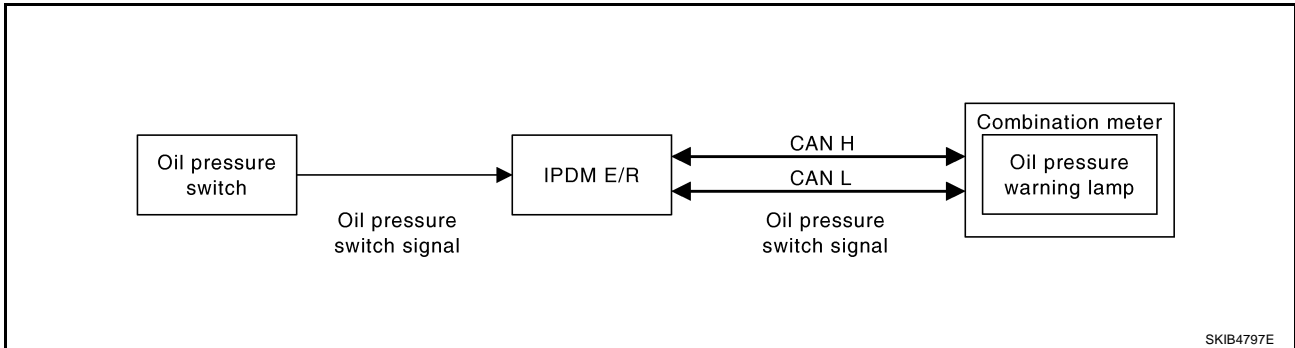 Oil pressure
switch
Oil pressure
switch signal
IPDM E/R
CAN H
CAN L
Oil pressure
switch signal
Combination meter
Oil pressure
warning lamp
SKIB4797E